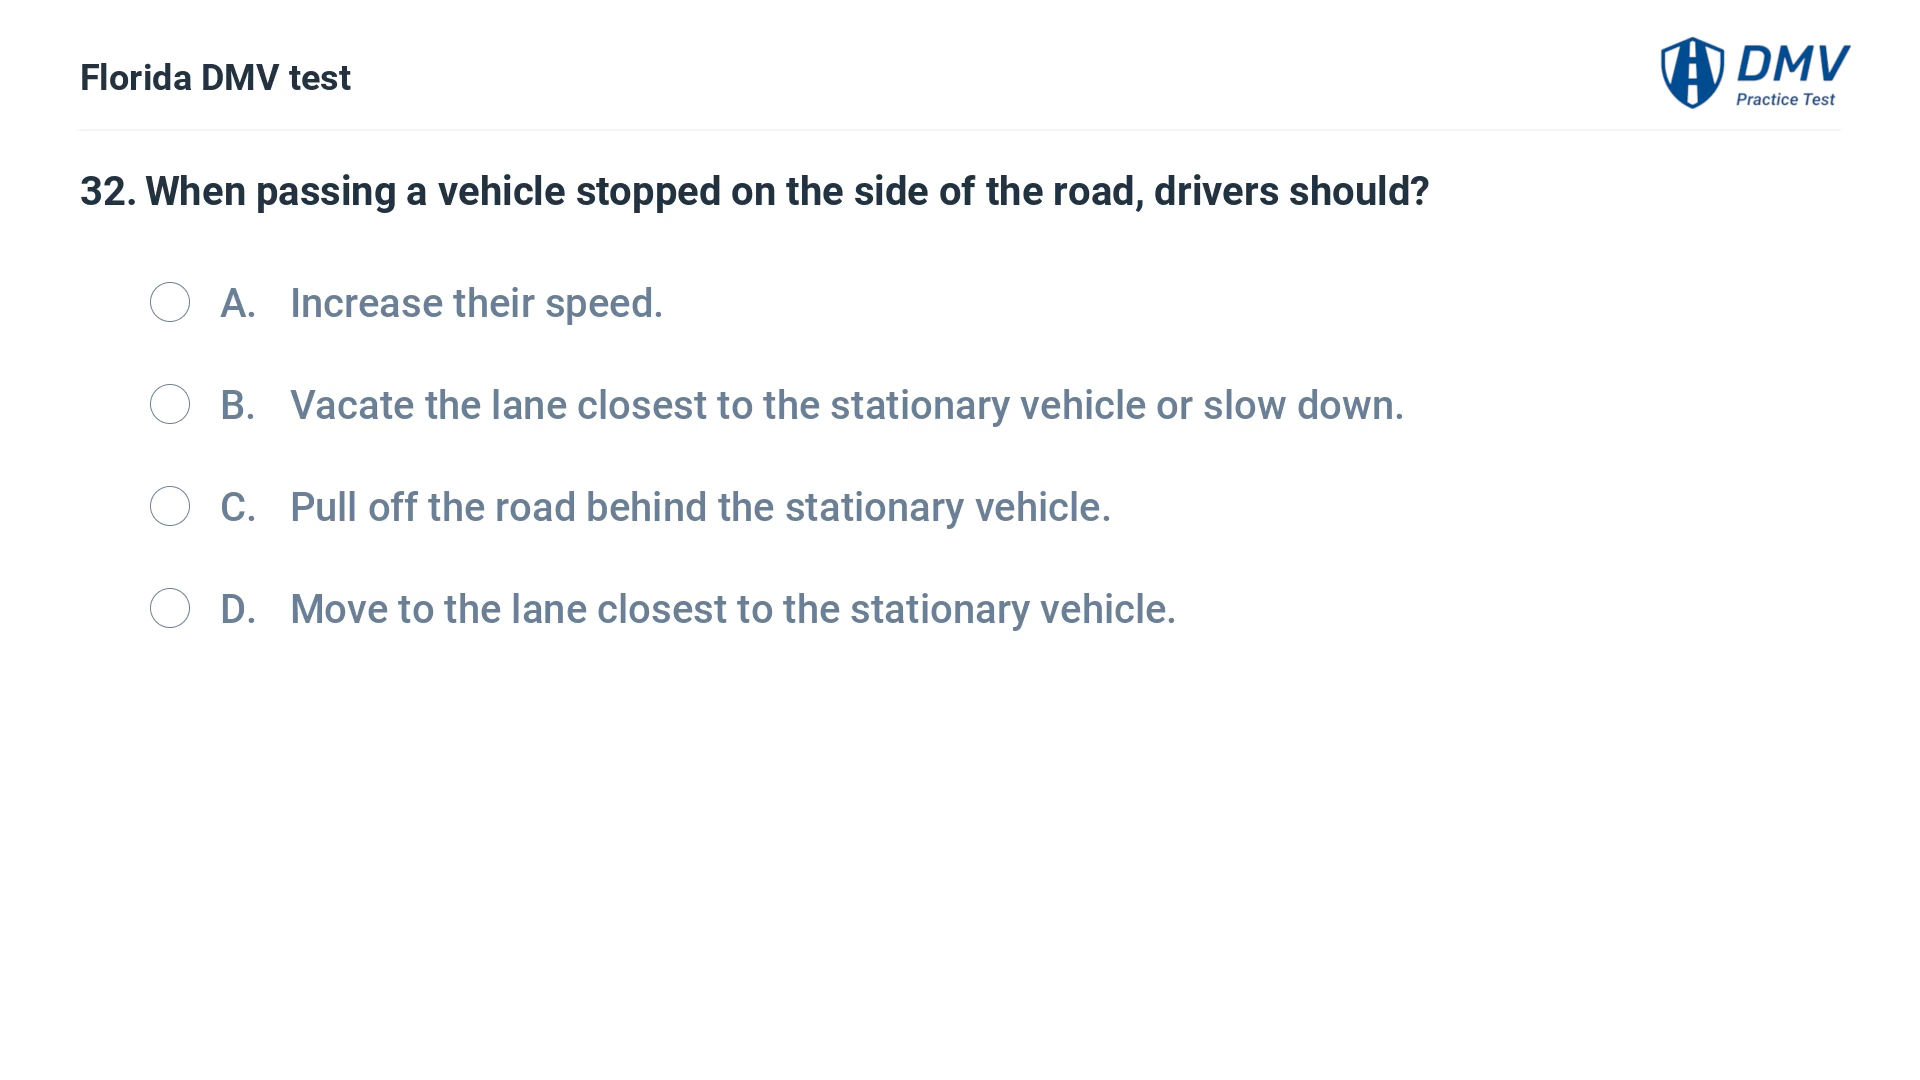 Florida DMV test
DMV
Practice Test
32. When passing a vehicle stopped on the side of the road, drivers should?
A. Increase their speed.
B. Vacate the lane closest to the stationary vehicle or slow down.
C. Pull off the road behind the stationary vehicle.
D. Move to the lane closest to the stationary vehicle.